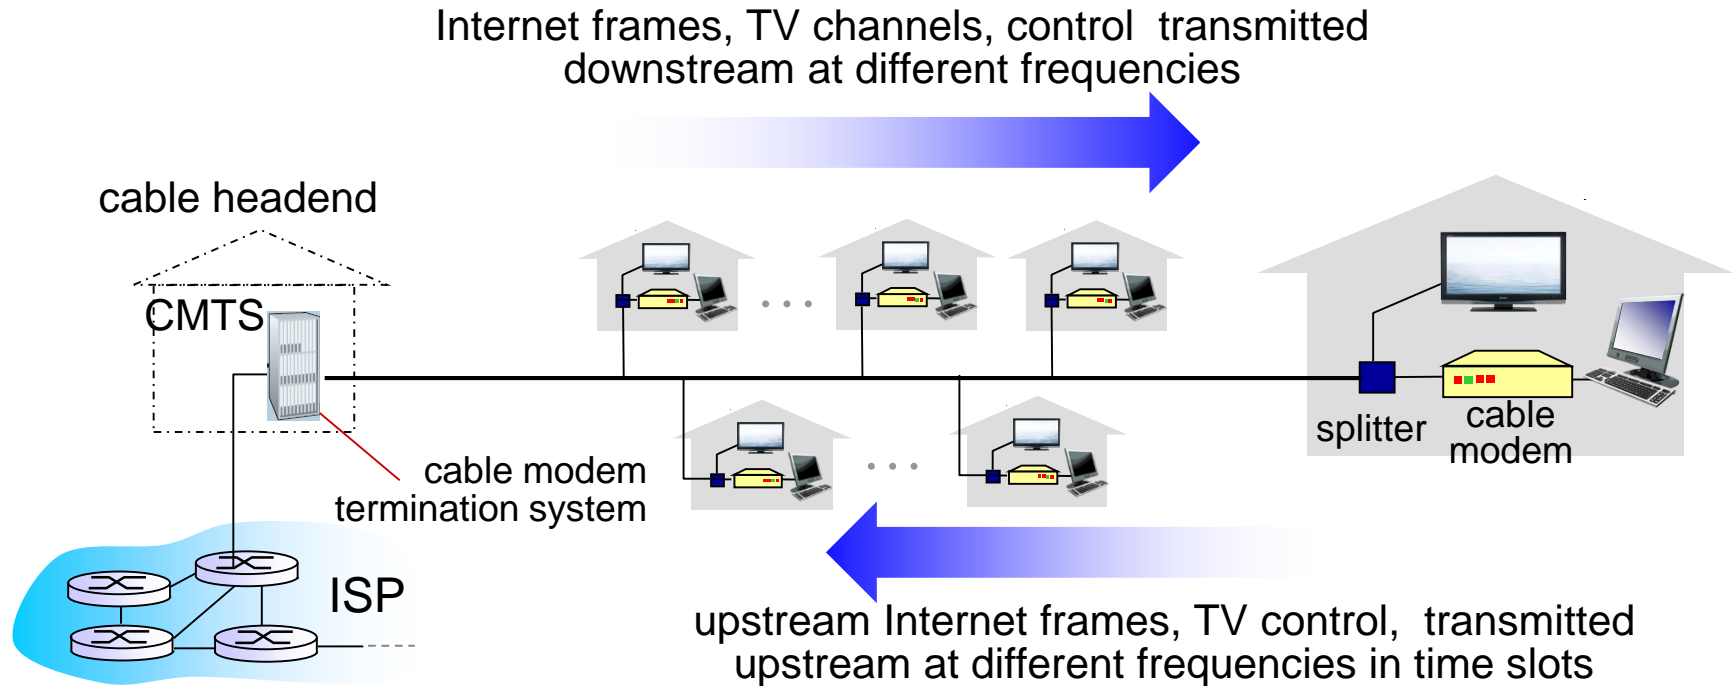 Internet frames, TV channels, control  transmitted
downstream at different frequencies
cable headend
CMTS
cable modem
termination system
splitter
cable
modem
ISP
upstream Internet frames, TV control,  transmitted
upstream at different frequencies in time slots